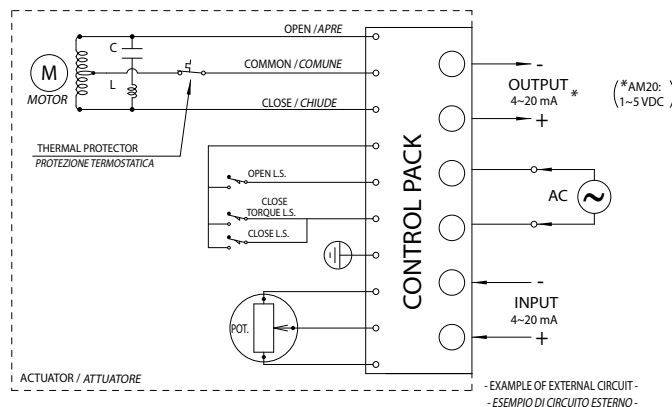 OPEN / APRE
C
COMMON / COMUNE
M
L
MOTOR
CLOSE / CHIUDE
THERMAL PROTECTOR
PROTEZIONE TERMOSTATICA
OPEN L.S.
CLOSE
TORQUE L.S.
CLOSE L.S.
POT.
ACTUATOR / ATTUATORE
CONTROL PACK
-
OUTPUT *
4~20 mA
+
(*AM20:
1~5 VDC)
AC ~
-
INPUT
4~20 mA
+
- EXAMPLE OF EXTERNAL CIRCUIT -
- ESEMPIO DI CIRCUITO ESTERNO -